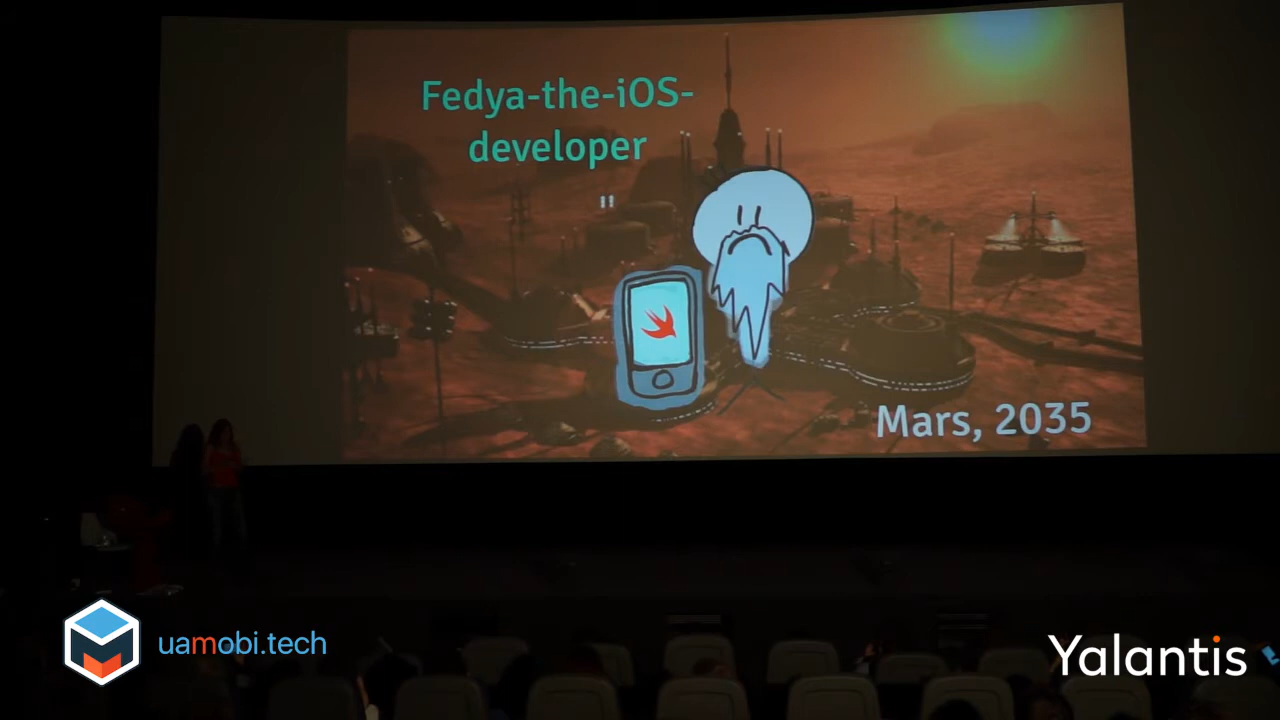 Fedya-the-iOS-
developer
Mars, 2035
uamobi.tech
Yalantis